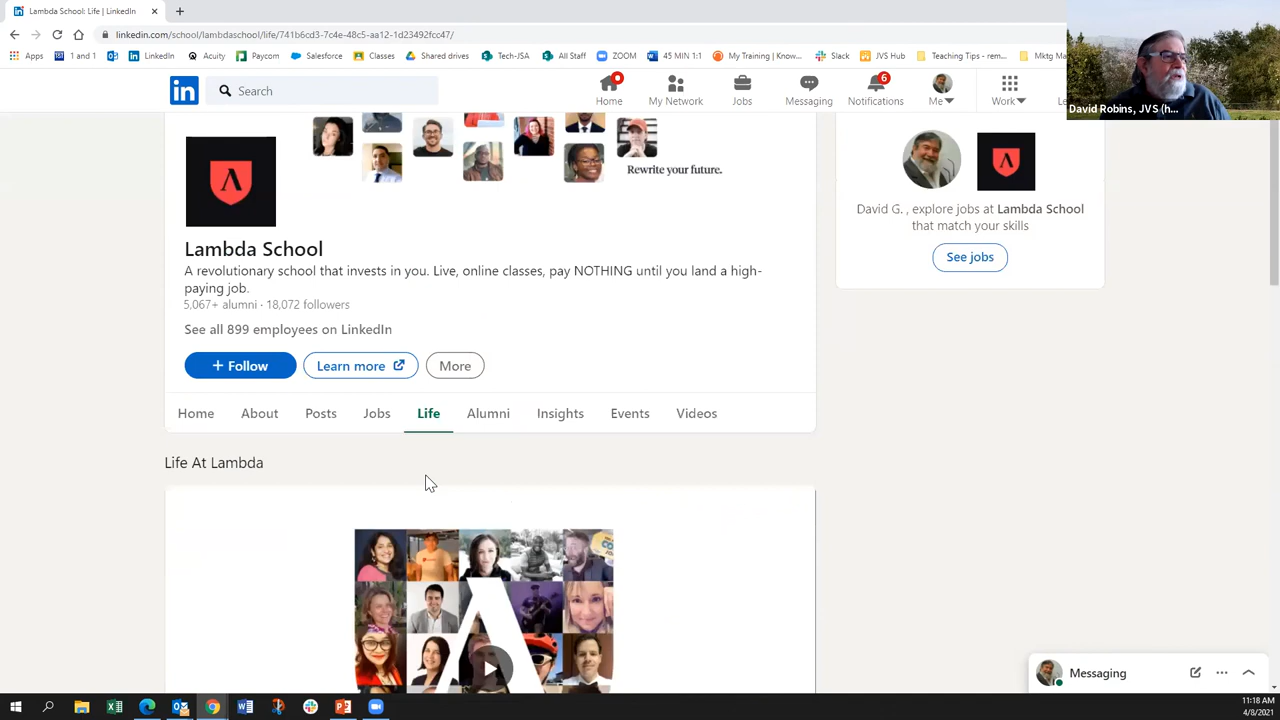 Lambda School: Life | LinkedIn
linkedin.com/school/lambdaschool/life/741b6cd3-7c4e-48c5-aa12-1d23492fcc47/
Apps 1 and 1 LinkedIn Acuity Paycom Salesforce Classes Shared drives Tech-JSA All Staff ZOOM 45 MIN 1:1 My Training | Know... Slack JVS Hub Teaching Tips - rem... Mktg Ma
David Robins, JVS (h...
Search
Home My Network Jobs Messaging Notifications Me Work
6
Rewrite your future.
Lambda School
A revolutionary school that invests in you. Live, online classes, pay NOTHING until you land a high-
paying job.
5,067+ alumni · 18,072 followers
See all 899 employees on LinkedIn
+ Follow Learn more More
Home About Posts Jobs Life Alumni Insights Events Videos
David G. , explore jobs at Lambda School
that match your skills
See jobs
Life At Lambda
Messaging
11:18 AM
4/8/2021